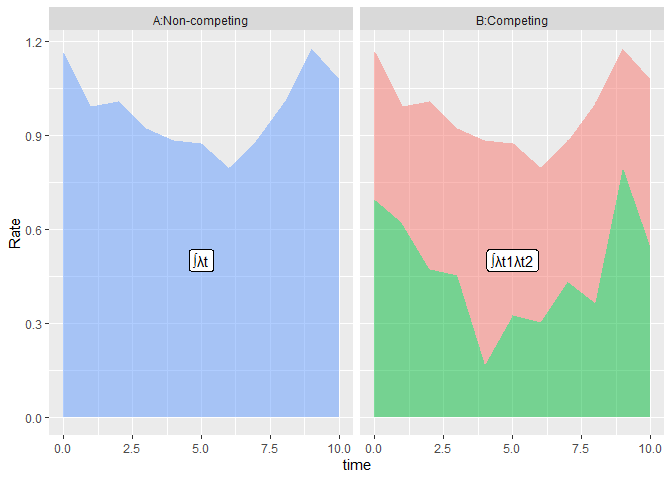 A:Non-competing
B:Competing
Rate
1.2
0.9
0.6
0.3
0.0
∫λt
∫λt1λt2
0.0 2.5 5.0 7.5 10.0
0.0 2.5 5.0 7.5 10.0
time